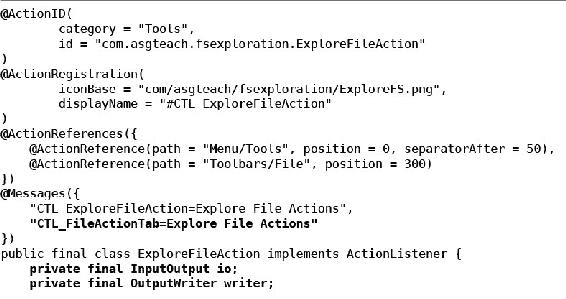 @ActionID(
category = "Tools",
id = "com.asgteach.fsexploration.ExploreFileAction"
)
@ActionRegistration(
iconBase = "com/asgteach/fsexploration/ExploreFS.png",
displayName = "#CTL_ExploreFileAction"
)
@ActionReferences({
@ActionReference(path = "Menu/Tools", position = 0, separatorAfter = 50),
@ActionReference(path = "Toolbars/File", position = 300)
})
@Messages({
"CTL_ExploreFileAction=Explore File Actions",
"CTL_FileActionTab=Explore File Actions"
})
public final class ExploreFileAction implements ActionListener {
private final InputOutput io;
private final OutputWriter writer;